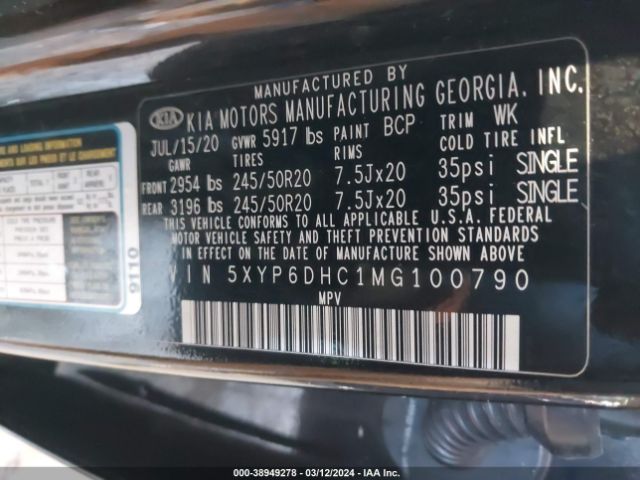 MANUFACTURED BY
KIA KIA MOTORS MANUFACTURING GEORGIA, INC.
JUL/15/20 GVWR 5917 lbs PAINT BCP TRIM WK
GAWR TIRES RIMS COLD TIRE INFL
FRONT 2954 lbs 245/50R20 7.5Jx20 35psi SINGLE
REAR 3196 lbs 245/50R20 7.5Jx20 35psi SINGLE
THIS VEHICLE CONFORMS TO ALL APPLICABLE U.S.A. FEDERAL
MOTOR VEHICLE SAFETY AND THEFT PREVENTION STANDARDS
IN EFFECT ON THE DATE OF MANUFACTURE SHOWN ABOVE
VIN 5XYP6DHC1MG100790
MPV
9110
000-38949278 - 03/12/2024 - IAA Inc.